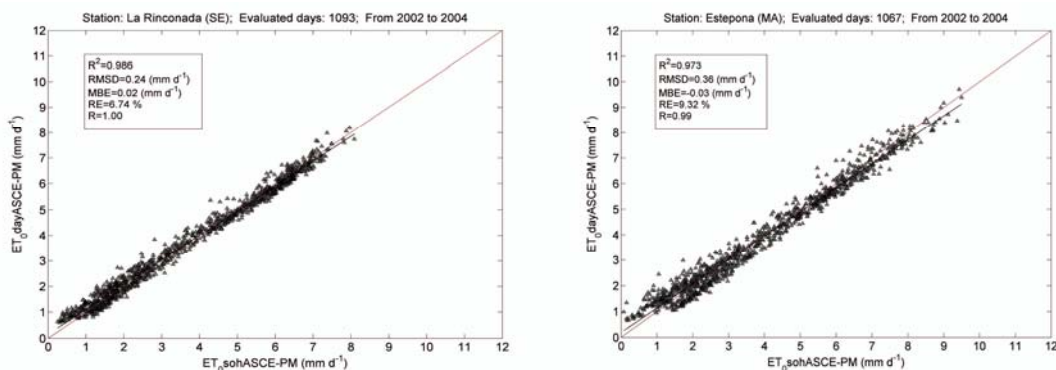 Station: La Rinconada (SE); Evaluated days: 1093; From 2002 to 2004
12
11
10
9
8
7
6
5
4
3
2
1
0
ET₀dayASCE-PM (mm d⁻¹)
R²=0.986
RMSD=0.24 (mm d⁻¹)
MBE=0.02 (mm d⁻¹)
RE=6.74 %
R=1.00
0 1 2 3 4 5 6 7 8 9 10 11 12
ET₀sohASCE-PM (mm d⁻¹)
Station: Estepona (MA); Evaluated days: 1067; From 2002 to 2004
12
11
10
9
8
7
6
5
4
3
2
1
0
ET₀dayASCE-PM (mm d⁻¹)
R²=0.973
RMSD=0.36 (mm d⁻¹)
MBE=-0.03 (mm d⁻¹)
RE=9.32 %
R=0.99
0 1 2 3 4 5 6 7 8 9 10 11 12
ET₀sohASCE-PM (mm d⁻¹)